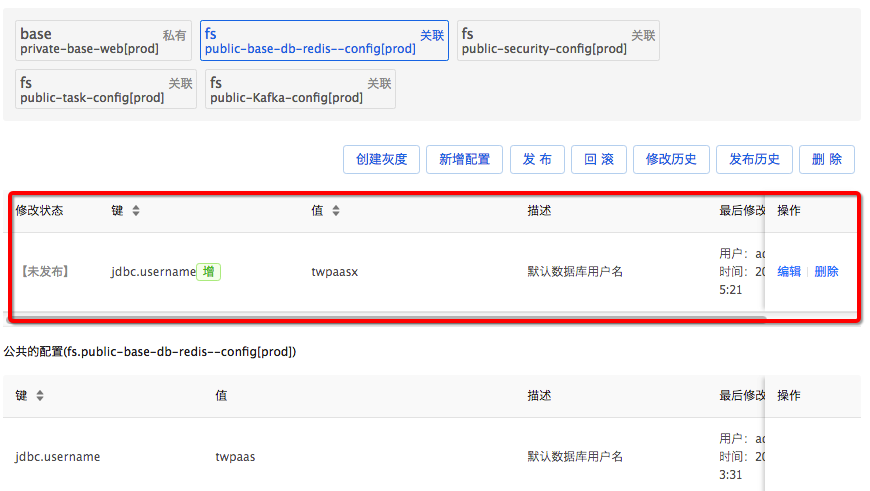 base 私有
private-base-web[prod]
fs 关联
public-base-db-redis--config[prod]
fs 关联
public-security-config[prod]
fs 关联
public-task-config[prod]
fs 关联
public-Kafka-config[prod]
创建灰度 新增配置 发 布 回 滚 修改历史 发布历史 删 除
修改状态 键 值 描述 最后修改 操作
【未发布】 jdbc.username 增 twpaasx 默认数据库用户名 编辑 删除
用户：
时间：20
5:21
公共的配置(fs.public-base-db-redis--config[prod])
键 值 描述 最后修改 操作
jdbc.username twpaas 默认数据库用户名
用户：
时间：20
3:31